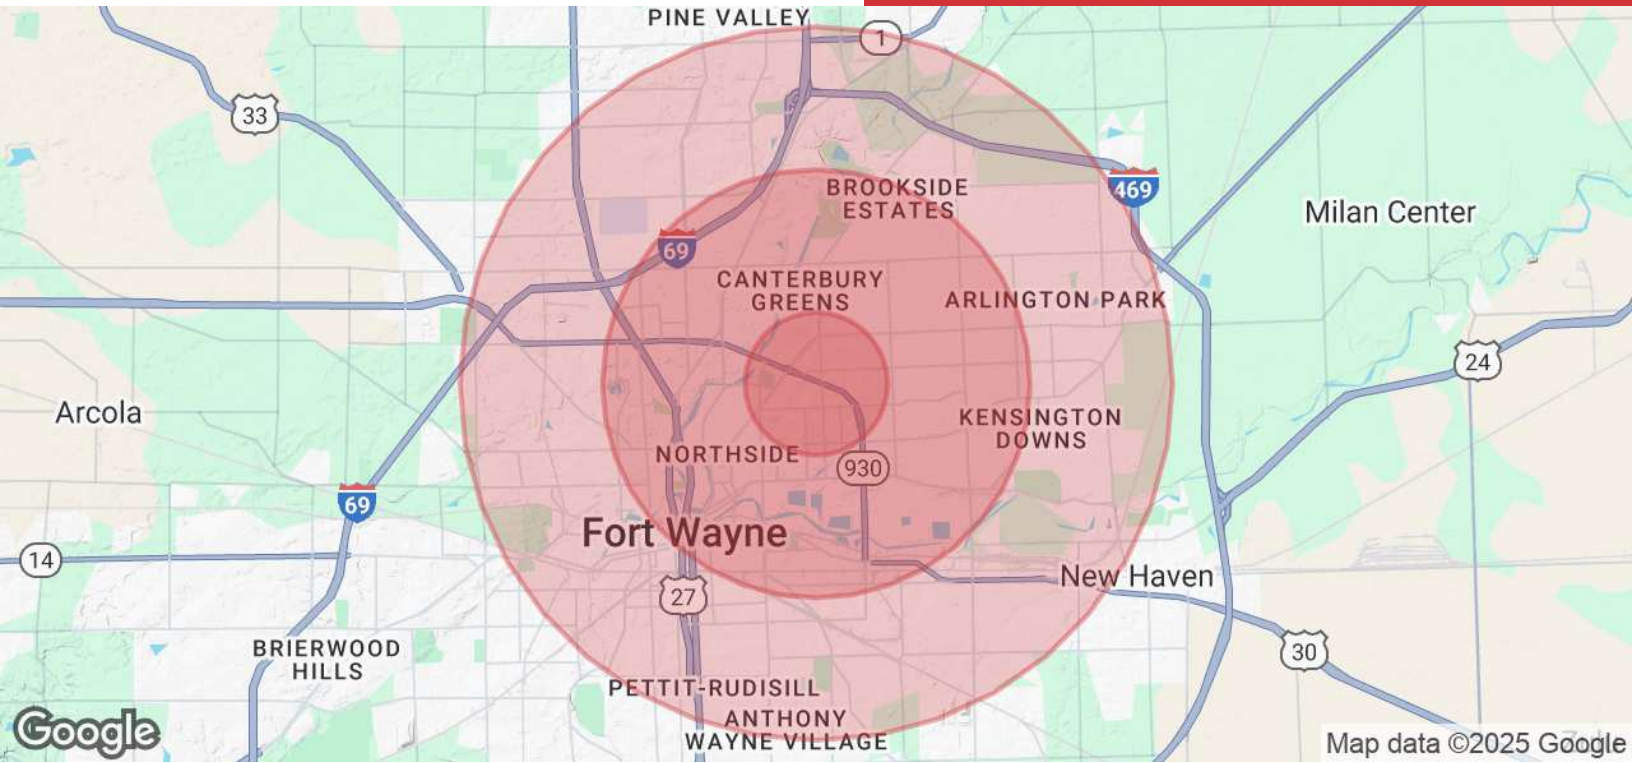 PINE VALLEY
1
33
469
BROOKSIDE
ESTATES
Milan Center
69
CANTERBURY
GREENS
ARLINGTON PARK
24
Arcola
KENSINGTON
DOWNS
NORTHSIDE
930
69
Fort Wayne
14
New Haven
27
BRIERWOOD
HILLS
30
PETTIT-RUDISILL
ANTHONY
WAYNE VILLAGE
Google
Map data ©2025 Google